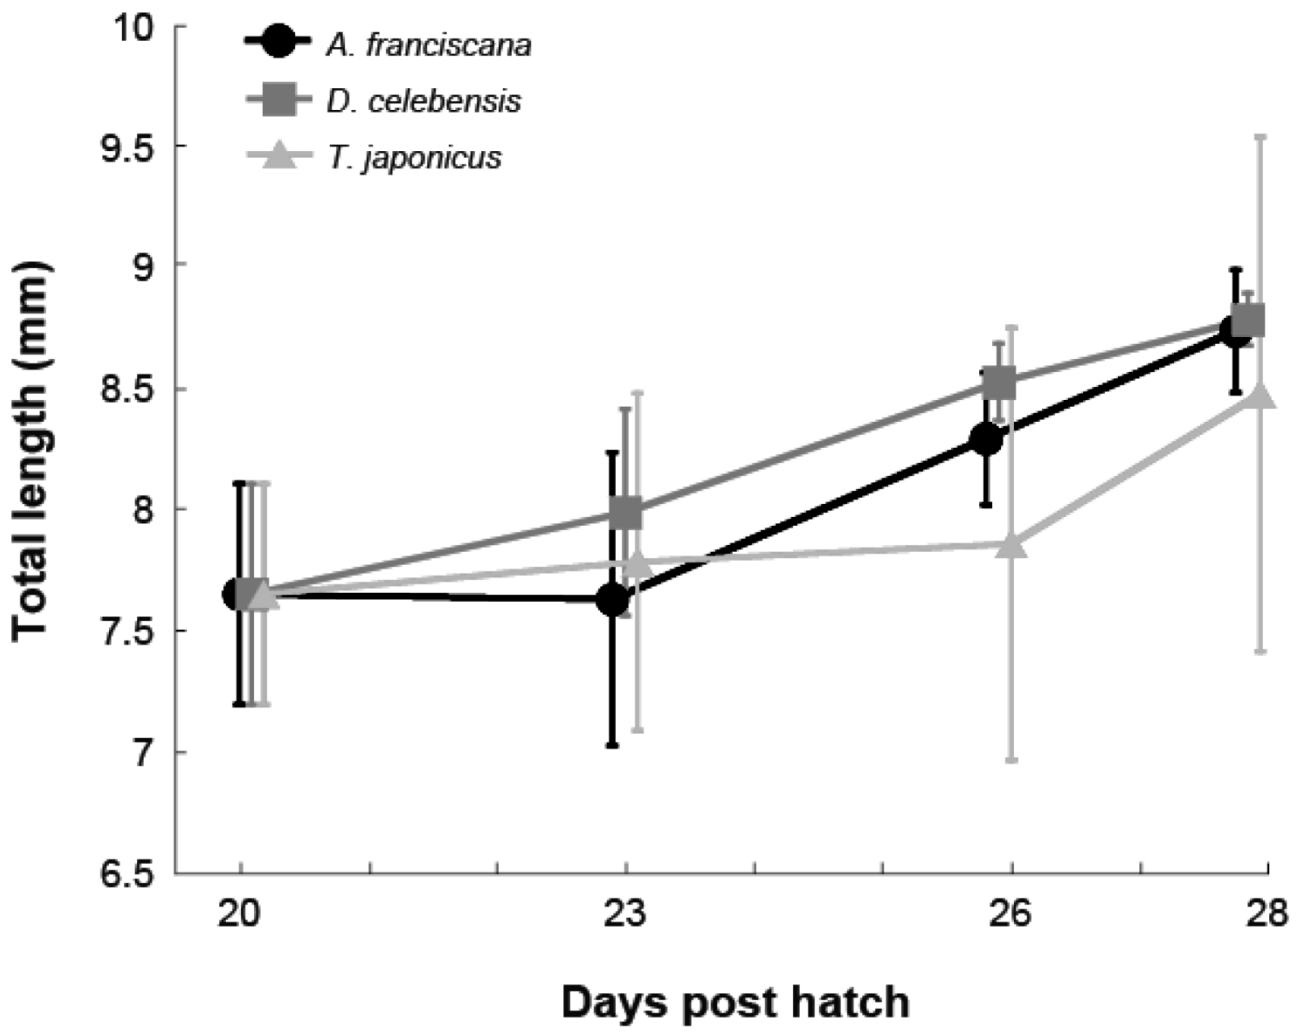 10
9.5
9
8.5
8
7.5
7
6.5
Total length (mm)
A. franciscana
D. celebensis
T. japonicus
20 23 26 28
Days post hatch